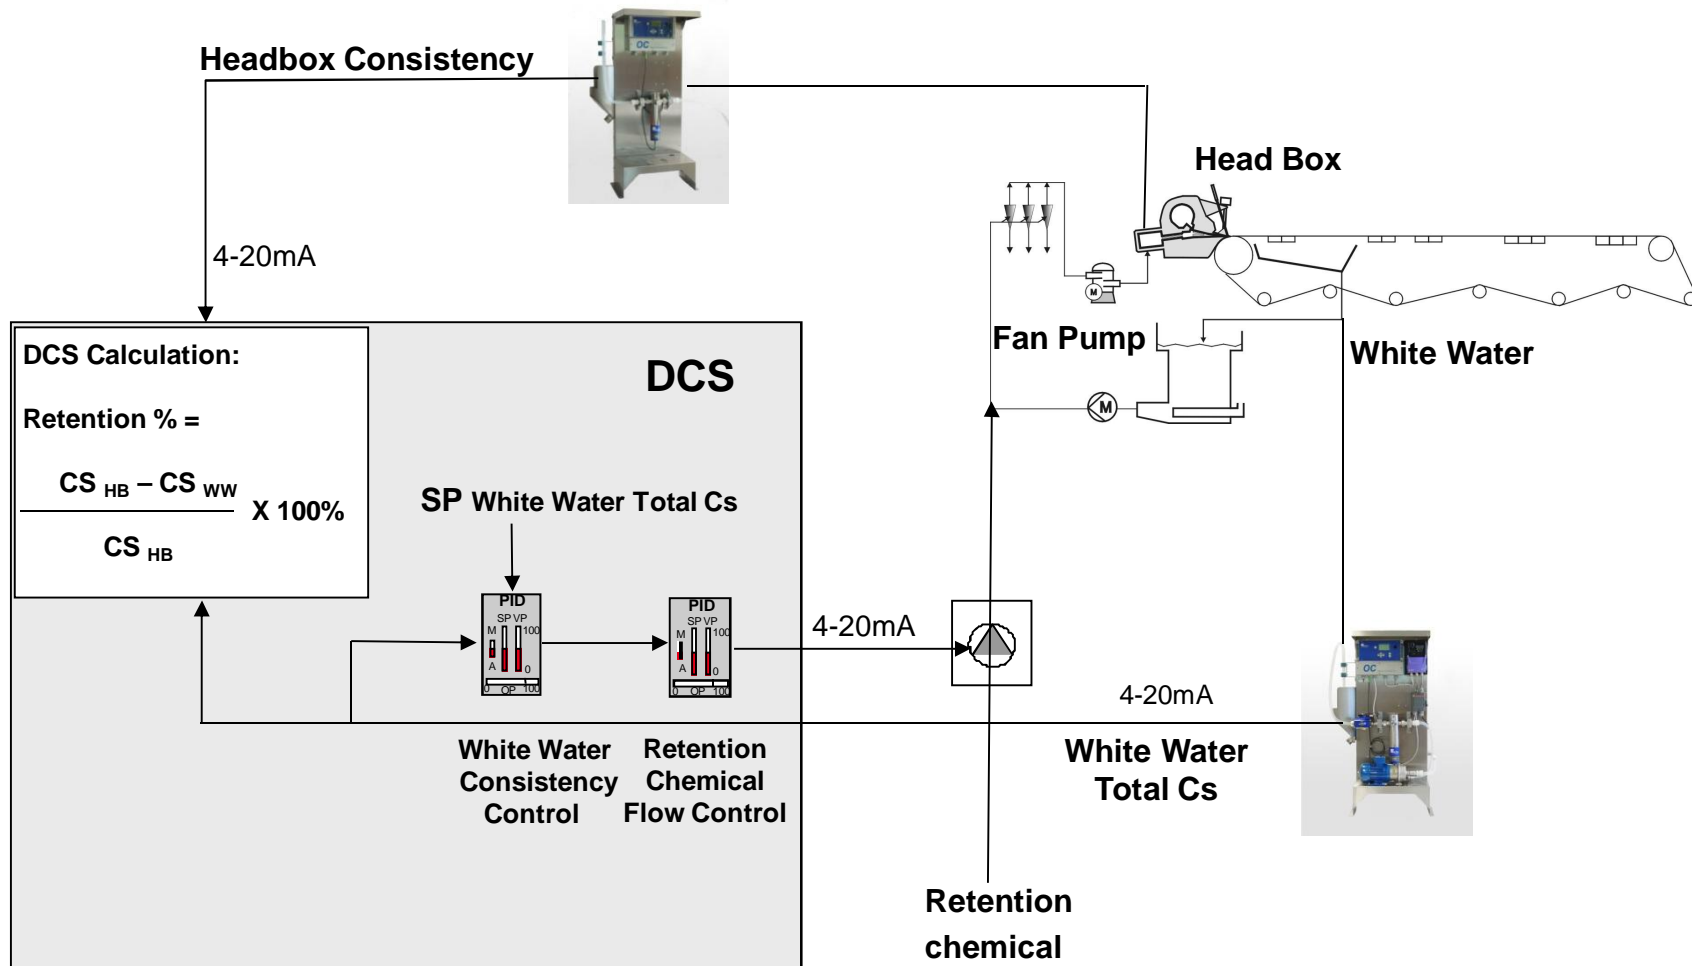 Headbox Consistency
OC
Head Box
4-20mA
Fan Pump
White Water
M
M
DCS Calculation:
DCS
Retention % =
CS HB – CS WW
X 100%
CS HB
SP White Water Total Cs
PID
SP VP
M
100
A
0
0 OP 100
PID
SP VP
M
100
A
0
0 OP 100
4-20mA
4-20mA
OC
White Water
Consistency
Control
Retention
Chemical
Flow Control
White Water
Total Cs
Retention
chemical